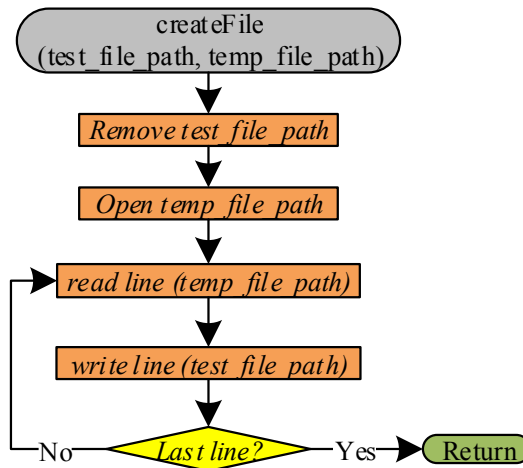 createFile
(test_file_path, temp_file_path)
Remove test_file_path
Open temp_file_path
read line (temp_file_path)
write line (test_file_path)
Last line?
No
Yes
Return